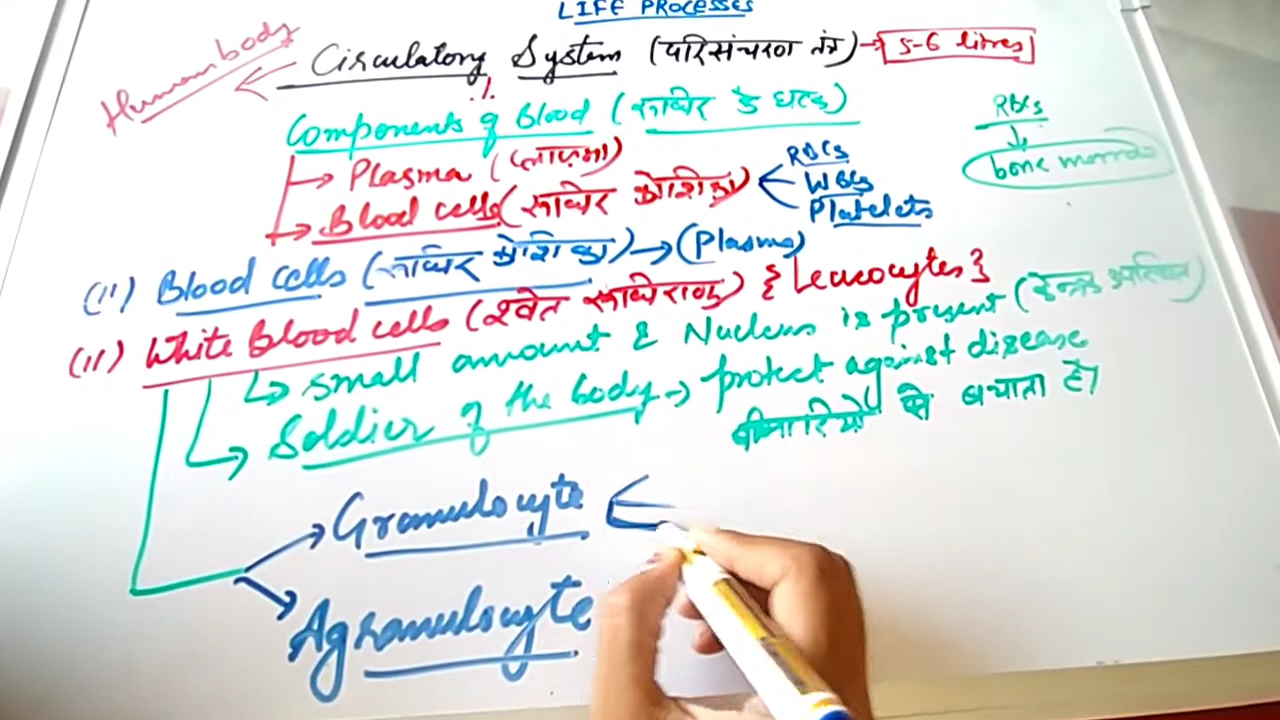 LIFE PROCESSES
Human body
Circulatory System (परिसंचरण तंत्र) → 5-6 litres
Components of Blood (रूधिर के घटक)
→ Plasma (प्लाज़्मा)
→ Blood cells (रूधिर कोशिका)
RBCs
WBCs
Platelets
RBCs
bone
(11) Blood cells (रूधिर कोशिका) → (Plasma)
(11) White Blood cells (श्वेत रूधिराणु) { Leucocytes }
→ small amount & Nucleus is present
→ Soldier of the body → protect against disease
बीमारियों से बचाता है।
→ Granulocyte
→ Agranulocyte